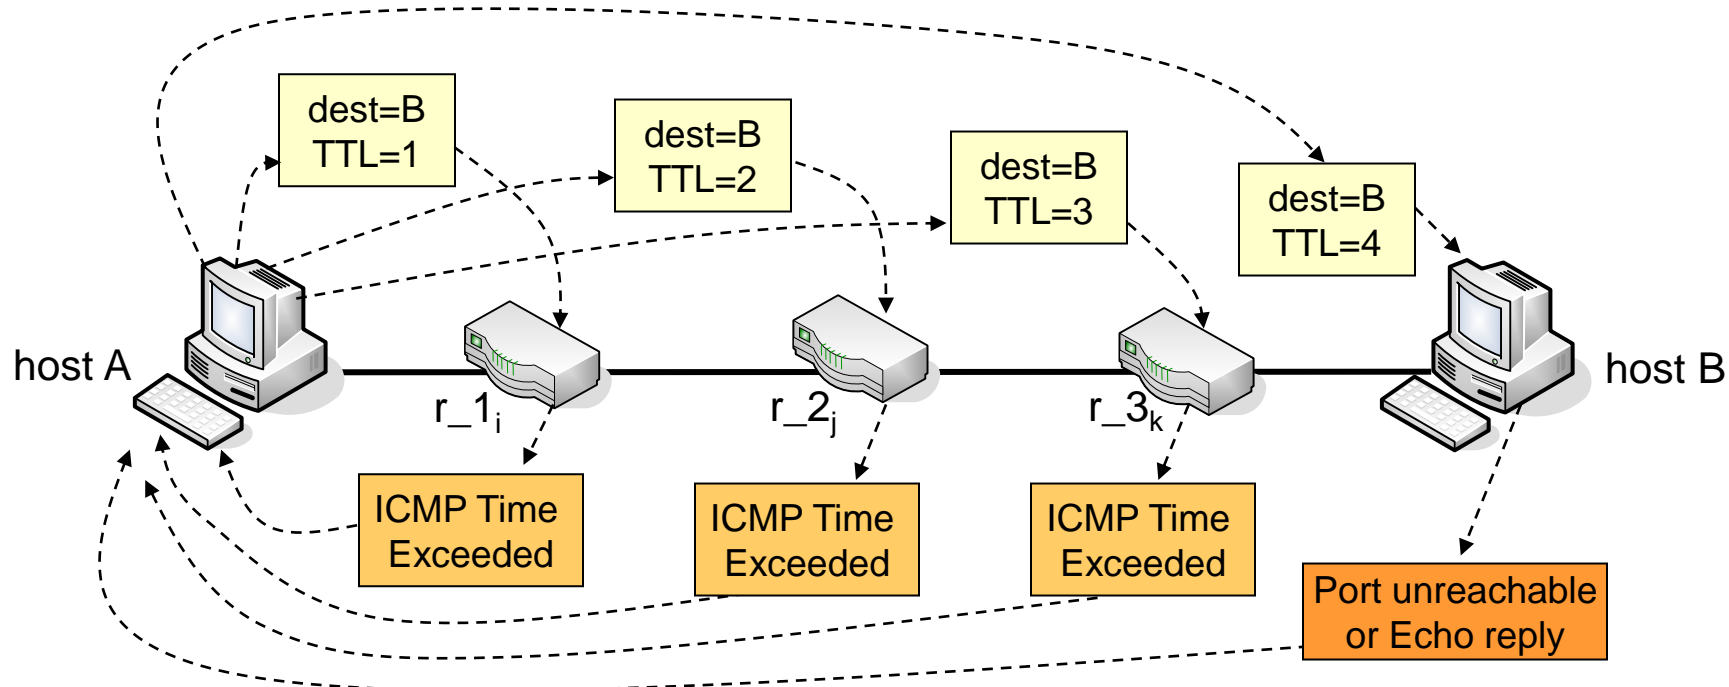 dest=B
TTL=1
dest=B
TTL=2
dest=B
TTL=3
dest=B
TTL=4
host A
host B
r_1i
r_2j
r_3k
ICMP Time
Exceeded
ICMP Time
Exceeded
ICMP Time
Exceeded
Port unreachable
or Echo reply